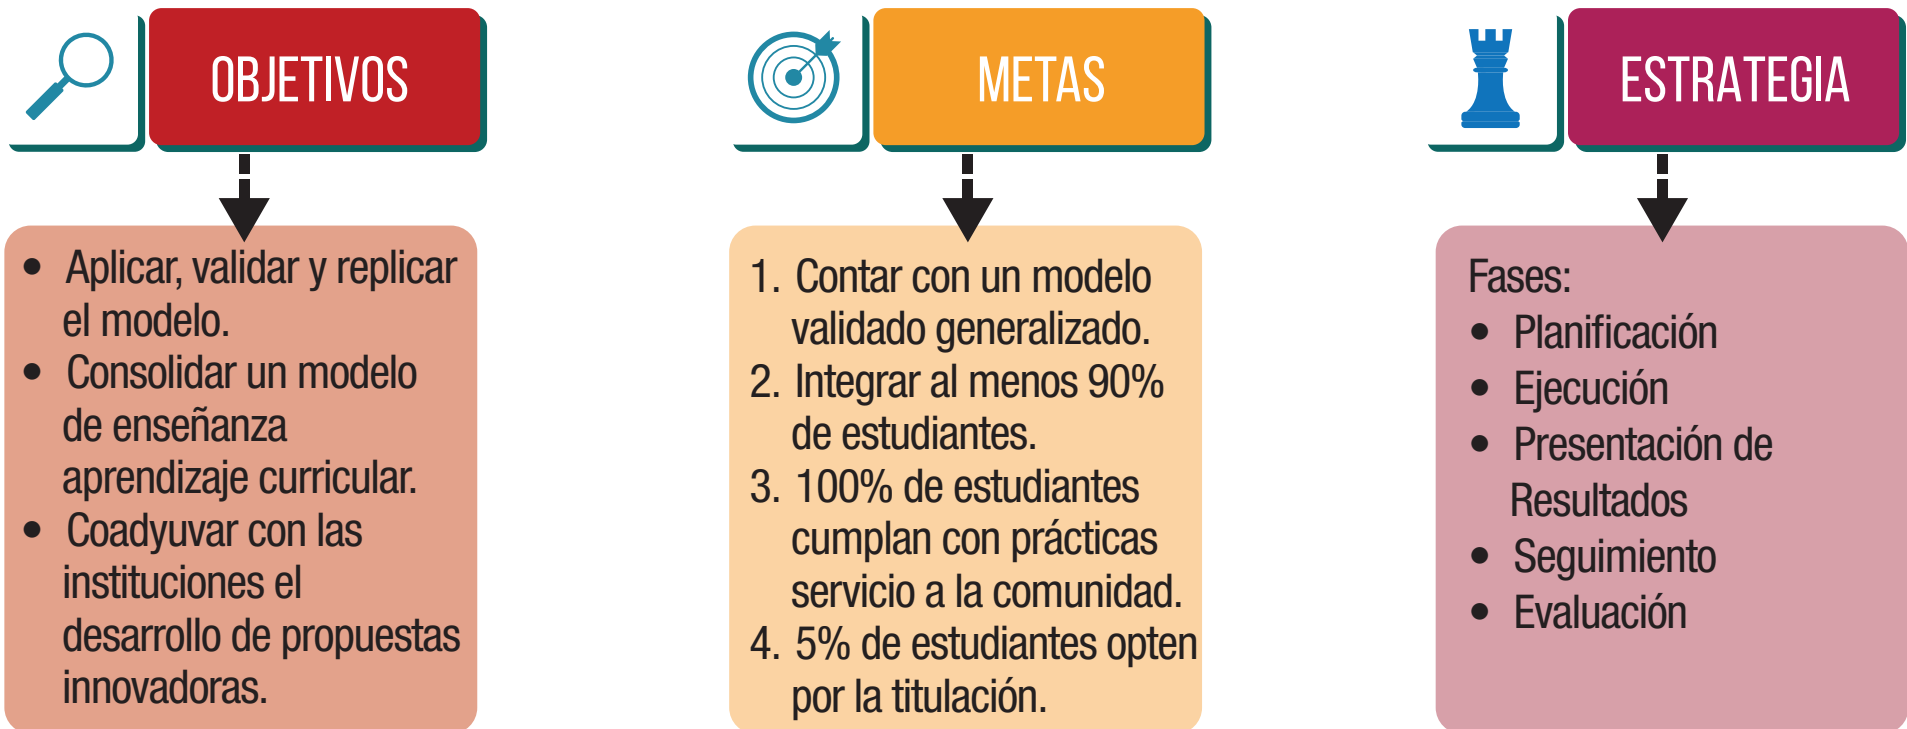 OBJETIVOS
• Aplicar, validar y replicar
el modelo.
• Consolidar un modelo
de enseñanza
aprendizaje curricular.
• Coadyuvar con las
instituciones el
desarrollo de propuestas
innovadoras.
METAS
1. Contar con un modelo
validado generalizado.
2. Integrar al menos 90%
de estudiantes.
3. 100% de estudiantes
cumplan con prácticas
servicio a la comunidad.
4. 5% de estudiantes opten
por la titulación.
ESTRATEGIA
Fases:
• Planificación
• Ejecución
• Presentación de
Resultados
• Seguimiento
• Evaluación